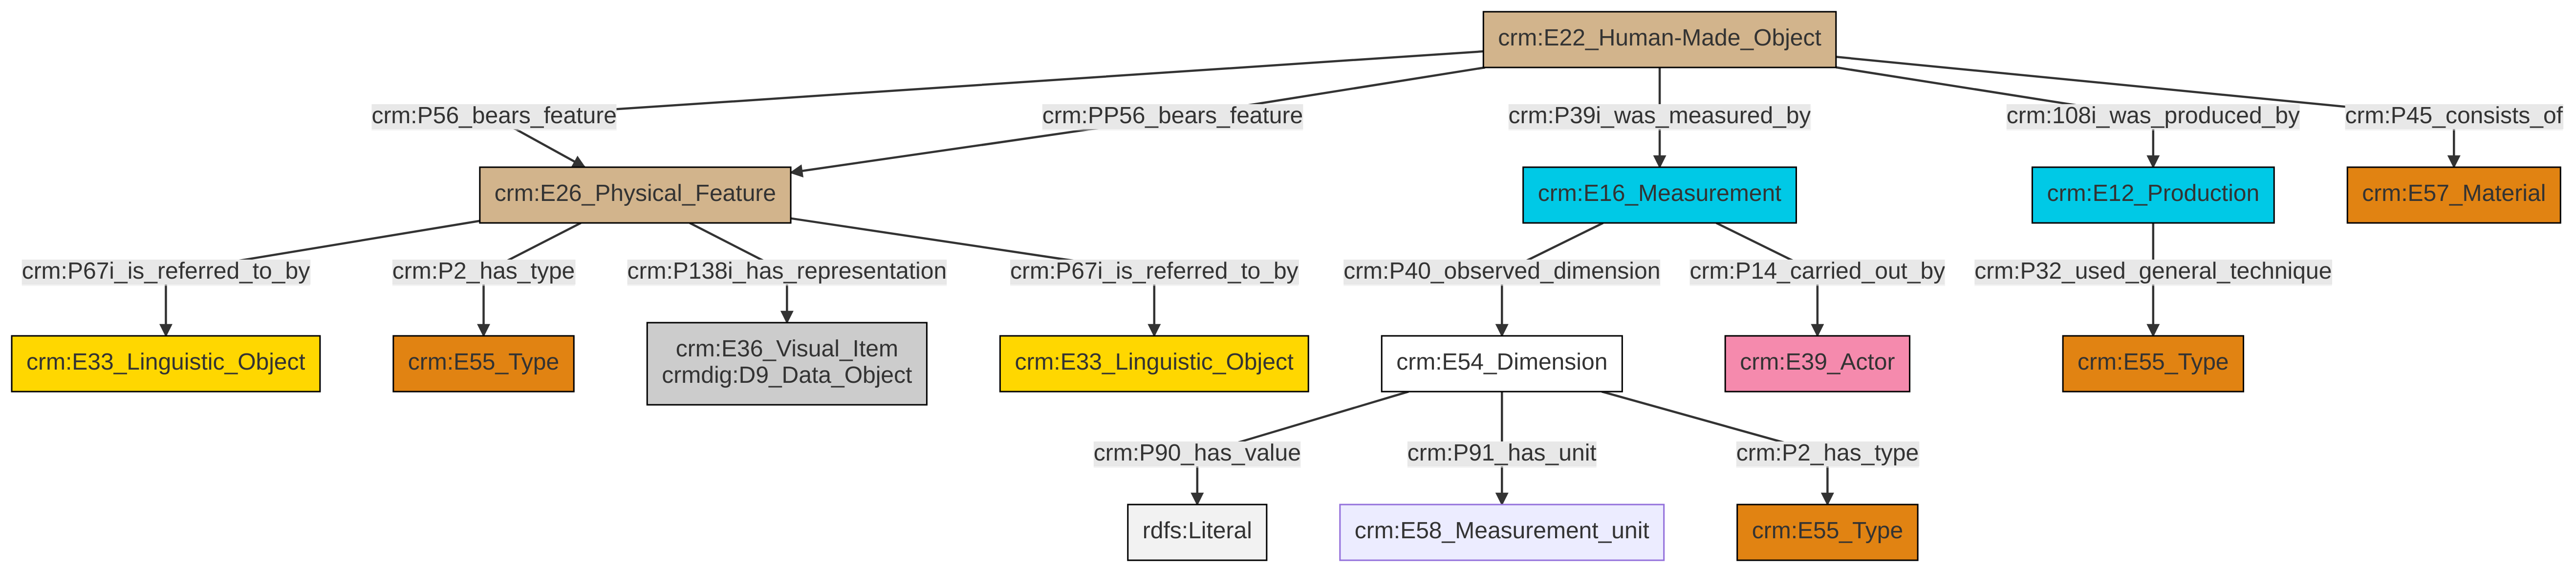 crm:E22_Human-Made_Object
crm:P56_bears_feature
crm:PP56_bears_feature
crm:P39i_was_measured_by
crm:108i_was_produced_by
crm:P45_consists_of
crm:E26_Physical_Feature
crm:E16_Measurement
crm:E12_Production
crm:E57_Material
crm:P67i_is_referred_to_by
crm:P2_has_type
crm:P138i_has_representation
crm:P67i_is_referred_to_by
crm:P40_observed_dimension
crm:P14_carried_out_by
crm:P32_used_general_technique
crm:E33_Linguistic_Object
crm:E55_Type
crm:E36_Visual_Item
crmdig:D9_Data_Object
crm:E33_Linguistic_Object
crm:E54_Dimension
crm:E39_Actor
crm:E55_Type
crm:P90_has_value
crm:P91_has_unit
crm:P2_has_type
rdfs:Literal
crm:E58_Measurement_unit
crm:E55_Type